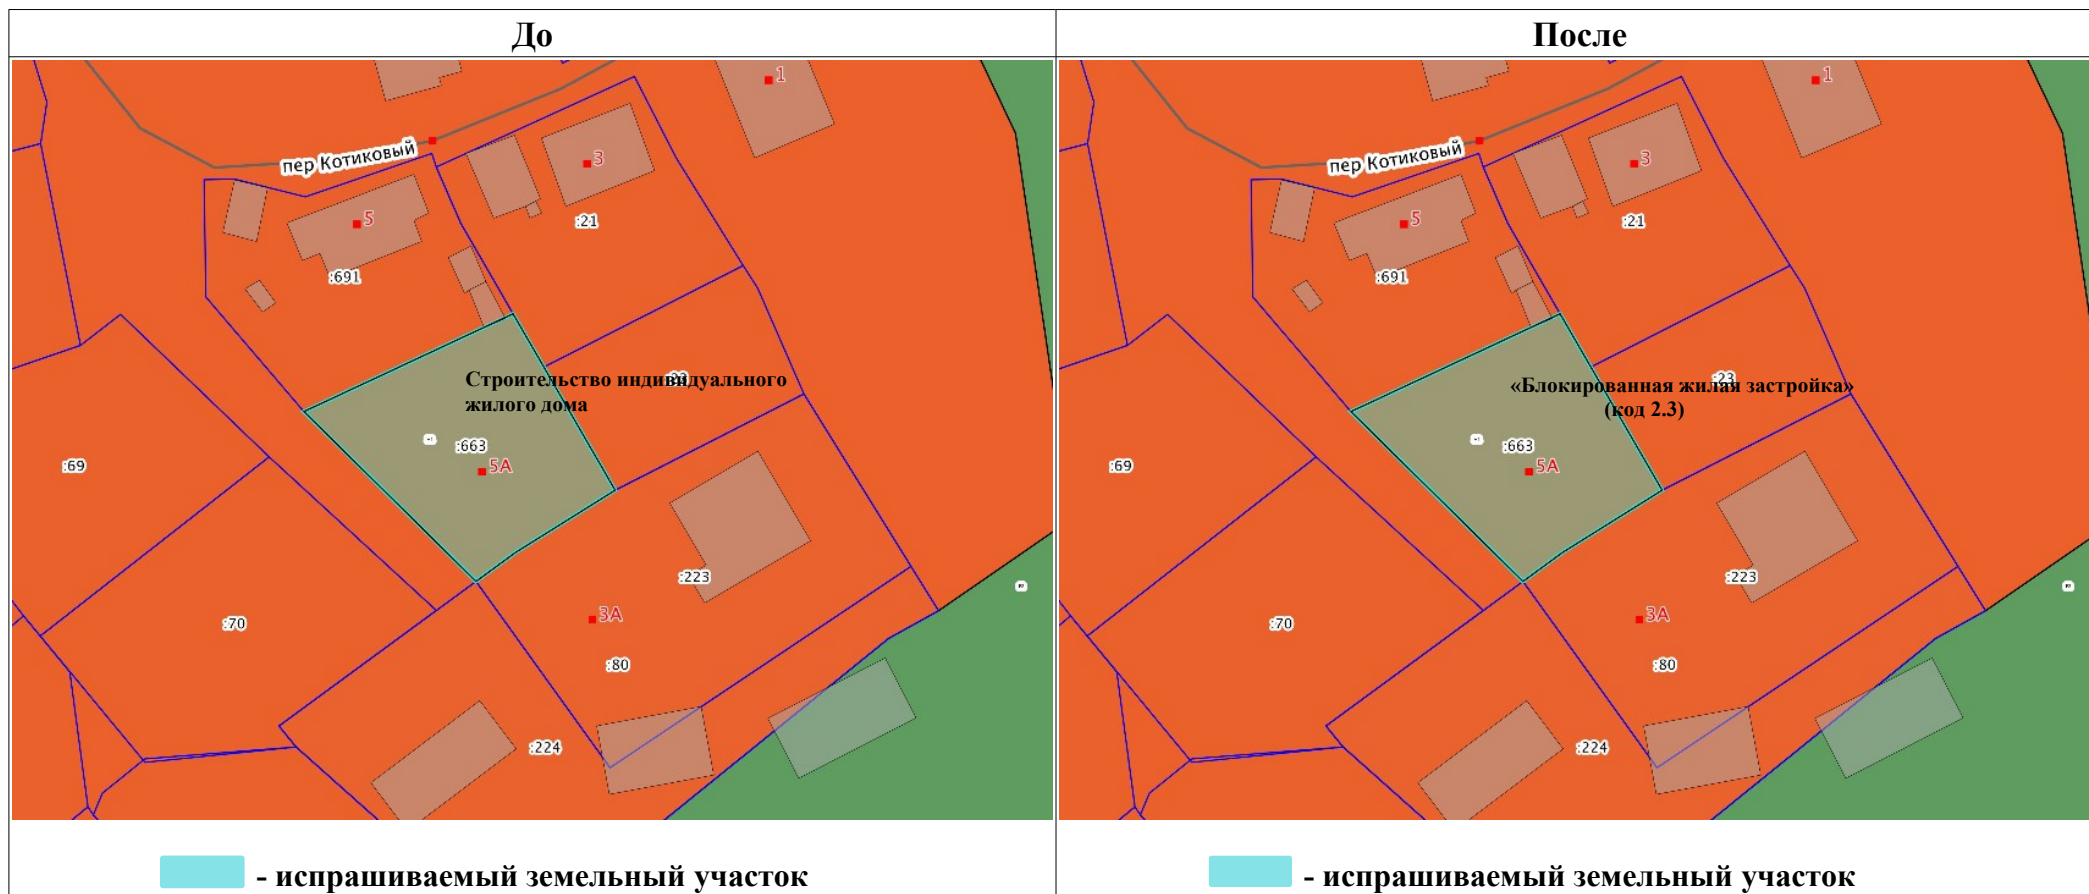 До
После
1
пер Котиковый
3
5
:21
:691
Строительство индивидуального
жилого дома
:663
5А
:69
:223
3А
:70
:80
:224
1
пер Котиковый
3
5
:21
:691
:23
«Блокированная жилая застройка»
(код 2.3)
:663
5А
:69
:223
3А
:70
:80
:224
- испрашиваемый земельный участок
- испрашиваемый земельный участок